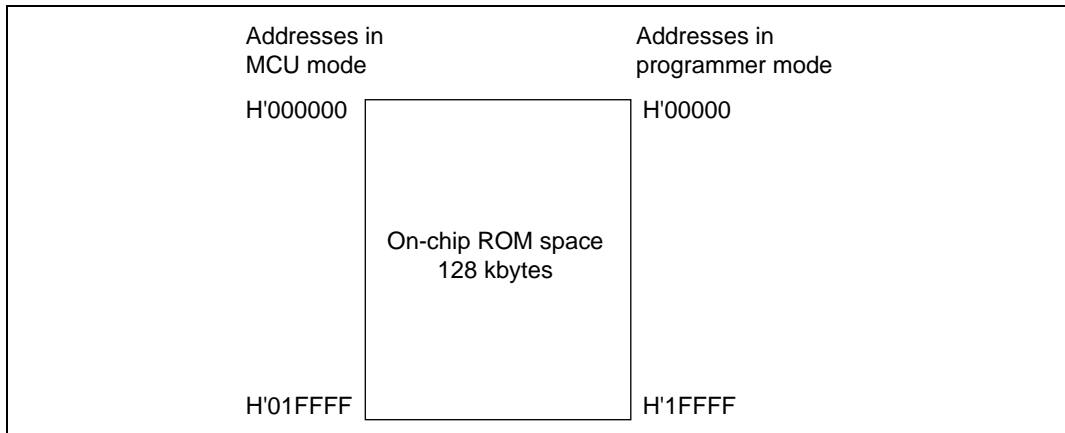 Addresses in
MCU mode
Addresses in
programmer mode
H'000000
H'00000
On-chip ROM space
128 kbytes
H'01FFFF
H'1FFFF